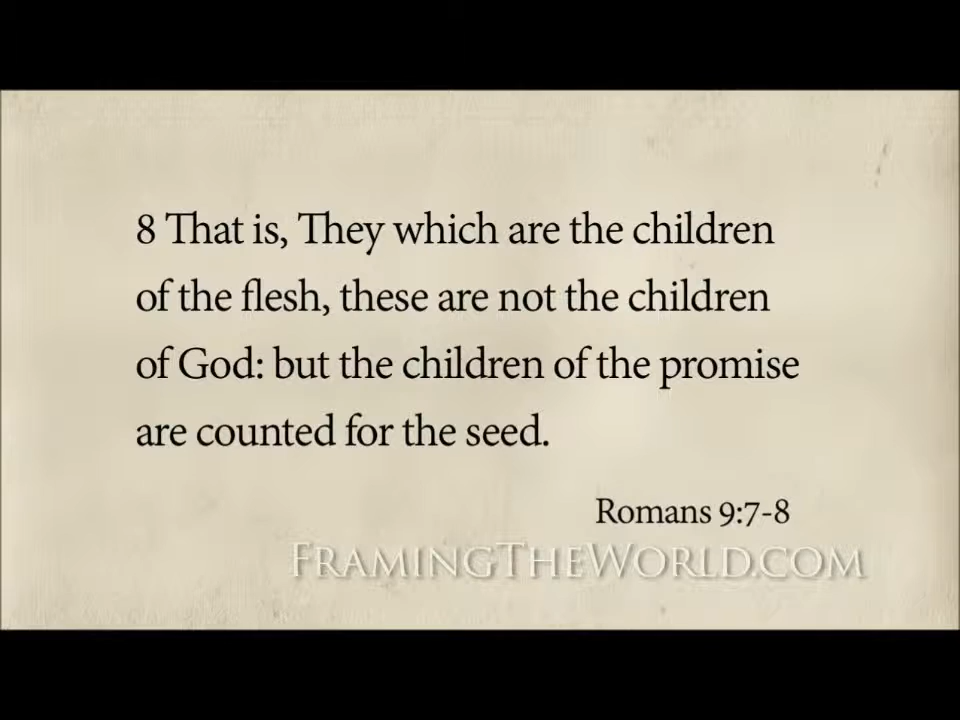 8 That is, They which are the children
of the flesh, these are not the children
of God: but the children of the promise
are counted for the seed.
Romans 9:7-8
FramingTheWorld.com